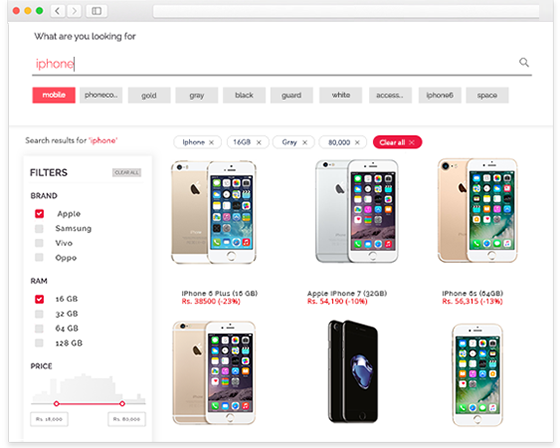 What are you looking for
iphone
mobile phoneco... gold gray black guard white access... iphone6 space
Search results for 'iphone'
Iphone × 16GB × Gray × 80,000 × Clear all ×
FILTERS CLEAR ALL
BRAND
Apple
Samsung
Vivo
Oppo
RAM
16 GB
32 GB
64 GB
128 GB
PRICE
Rs. 18,000 Rs. 80,000
IPhone 6 Plus (16 GB)
Rs. 38500 (-23%)
Apple IPhone 7 (32GB)
Rs. 54,190 (-10%)
IPhone 6s (64GB)
Rs. 56,315 (-13%)